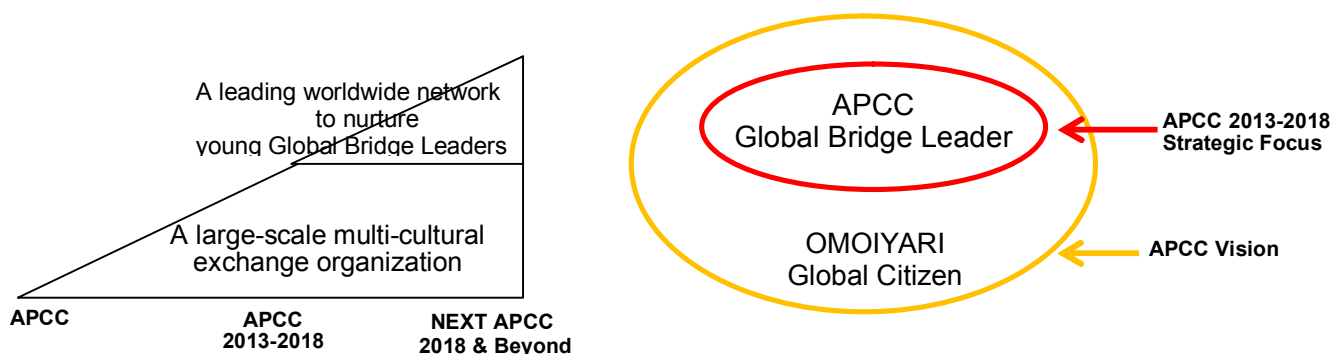 A leading worldwide network
to nurture
young Global Bridge Leaders
A large-scale multi-cultural
exchange organization
APCC
APCC
2013-2018
NEXT APCC
2018 & Beyond
APCC
Global Bridge Leader
OMOIYARI
Global Citizen
APCC 2013-2018
Strategic Focus
APCC Vision